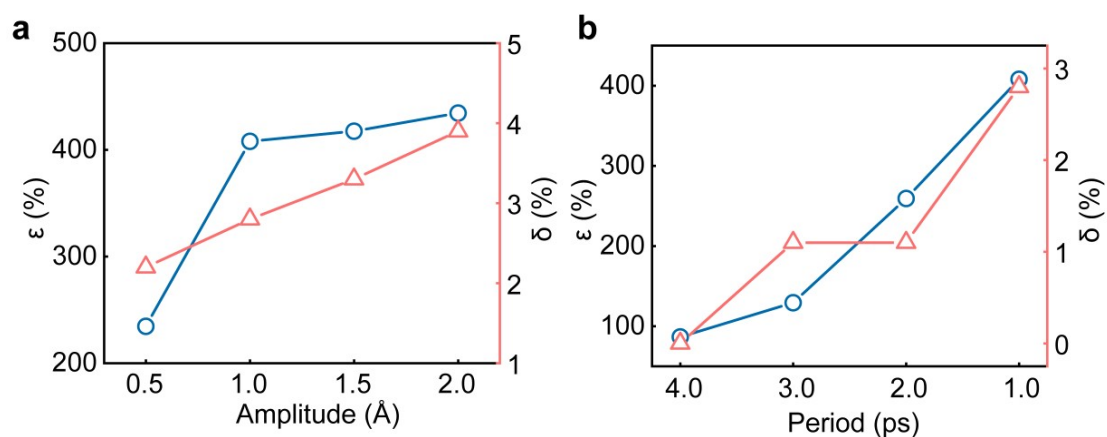 a
500
400
300
200
ε (%)
5
4
3
2
1
δ (%)
0.5 1.0 1.5 2.0
Amplitude (Å)
b
400
300
200
100
ε (%)
3
2
1
0
δ (%)
4.0 3.0 2.0 1.0
Period (ps)